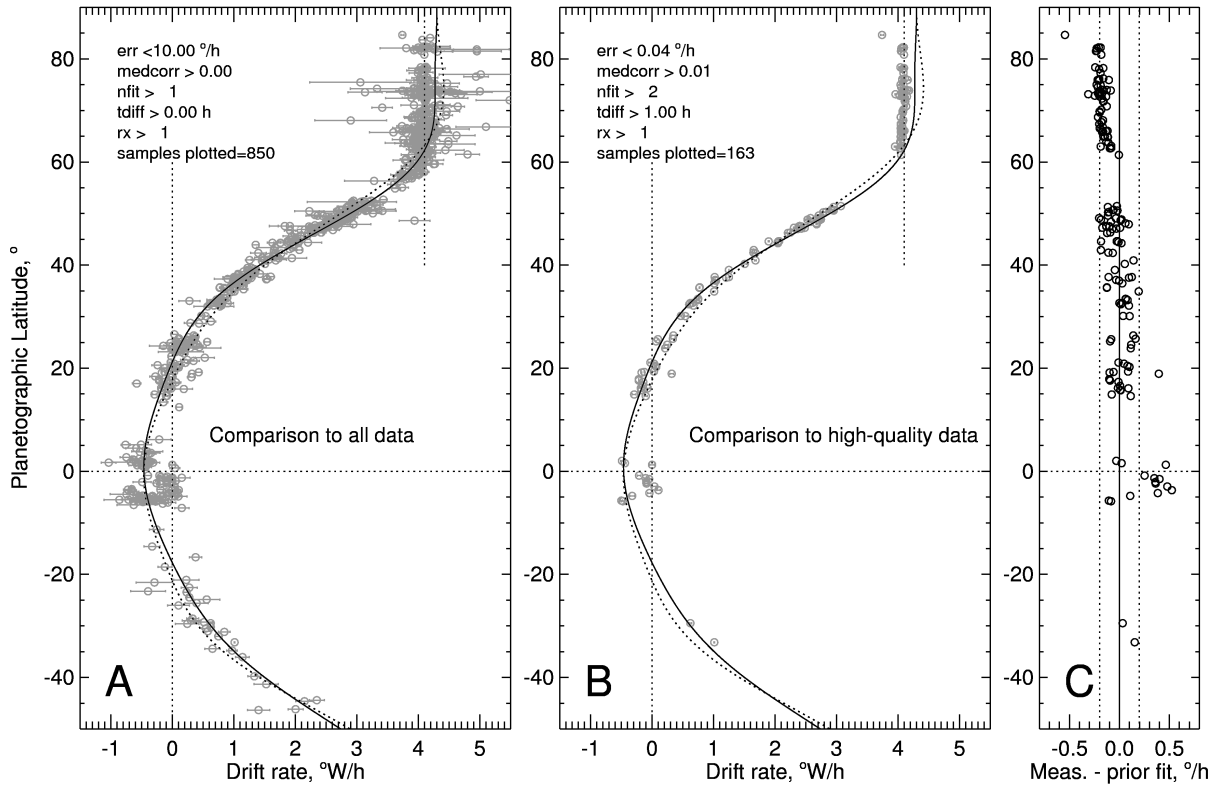 err <10.00 °/h
medcorr > 0.00
nfit > 1
tdiff > 0.00 h
rx > 1
samples plotted=850
Comparison to all data
A
Planetographic Latitude, °
80
60
40
20
0
-20
-40
-1 0 1 2 3 4 5
Drift rate, °W/h
err < 0.04 °/h
medcorr > 0.01
nfit > 2
tdiff > 1.00 h
rx > 1
samples plotted=163
Comparison to high-quality data
B
80
60
40
20
0
-20
-40
-1 0 1 2 3 4 5
Drift rate, °W/h
C
80
60
40
20
0
-20
-40
-0.5 0.0 0.5
Meas. - prior fit, °/h